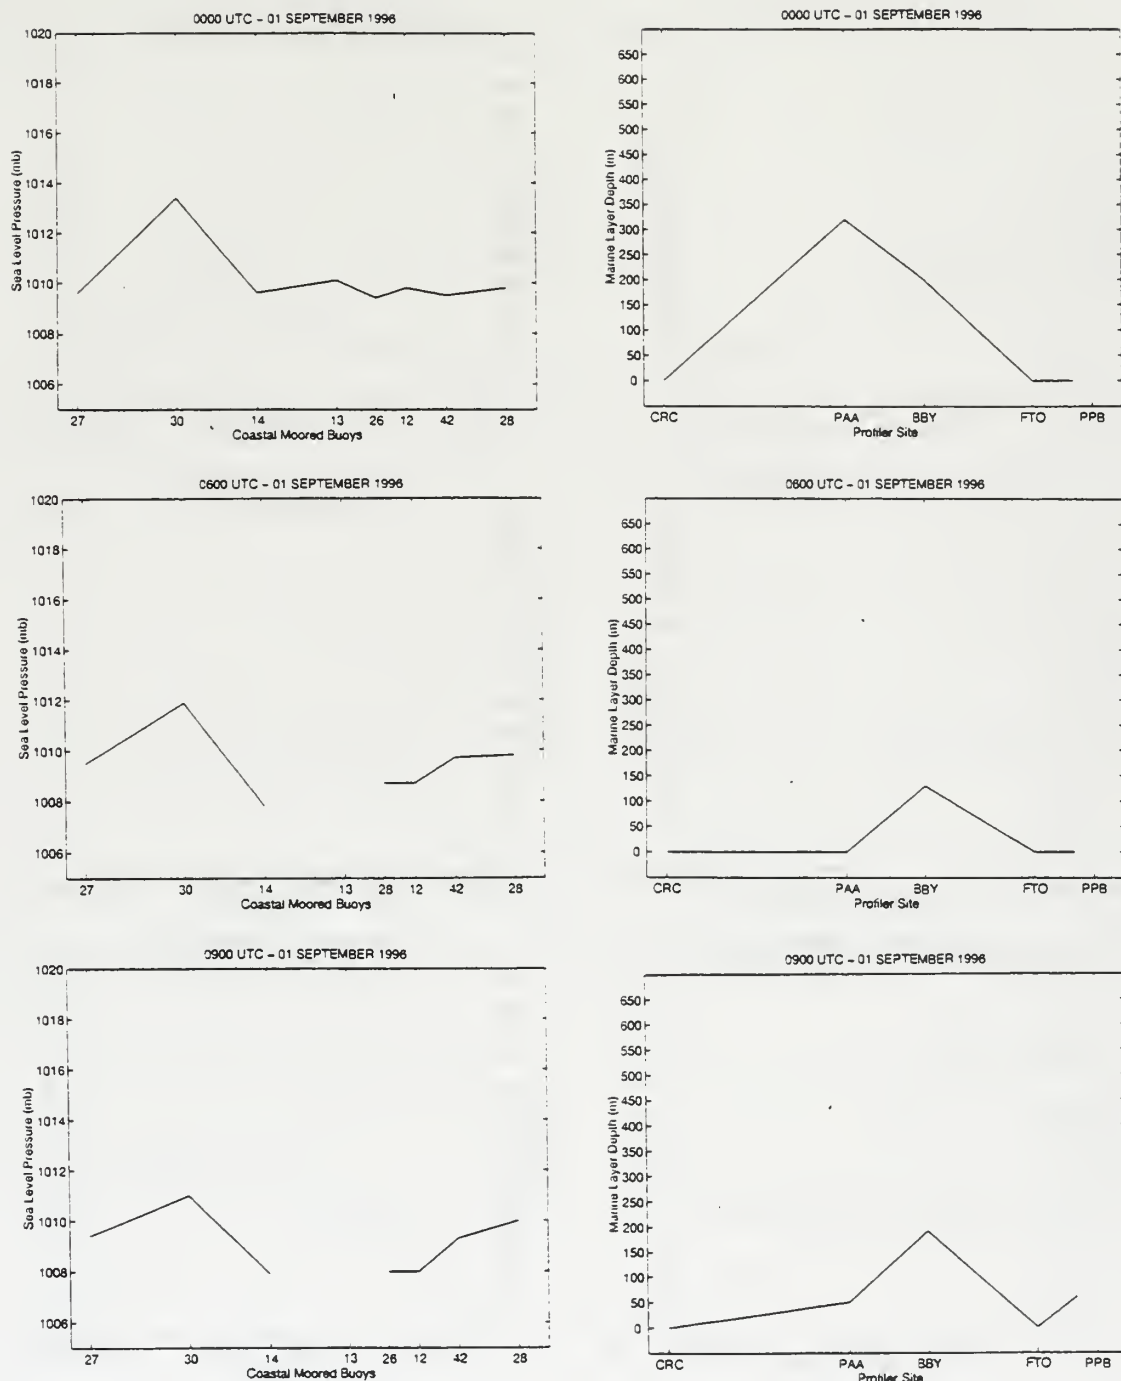 0000 UTC – 01 SEPTEMBER 1996
1020
1018
1016
1014
1012
1010
1008
1006
Sea Level Pressure (mb)
27 30 14 13 26 12 42 28
Coastal Moored Buoys
0000 UTC – 01 SEPTEMBER 1996
650
600
550
500
450
400
350
300
250
200
150
100
50
0
Marine Layer Depth (m)
CRC PAA BBY FTO PPB
Profiler Site
0600 UTC – 01 SEPTEMBER 1996
1020
1018
1016
1014
1012
1010
1008
1006
Sea Level Pressure (mb)
27 30 14 13 28 12 42 28
Coastal Moored Buoys
0600 UTC – 01 SEPTEMBER 1996
650
600
550
500
450
400
350
300
250
200
150
100
50
0
Marine Layer Depth (m)
CRC PAA BBY FTO PPB
Profiler Site
0900 UTC – 01 SEPTEMBER 1996
1020
1018
1016
1014
1012
1010
1008
1006
Sea Level Pressure (mb)
27 30 14 13 26 12 42 28
Coastal Moored Buoys
0900 UTC – 01 SEPTEMBER 1996
650
600
550
500
450
400
350
300
250
200
150
100
50
0
Marine Layer Depth (m)
CRC PAA BBY FTO PPB
Profiler Site